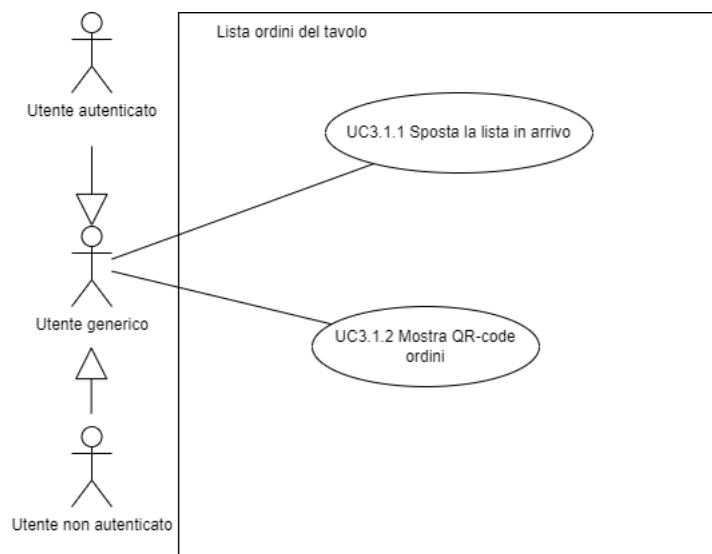 Lista ordini del tavolo
Utente autenticato
UC3.1.1 Sposta la lista in arrivo
Utente generico
UC3.1.2 Mostra QR-code
ordini
Utente non autenticato